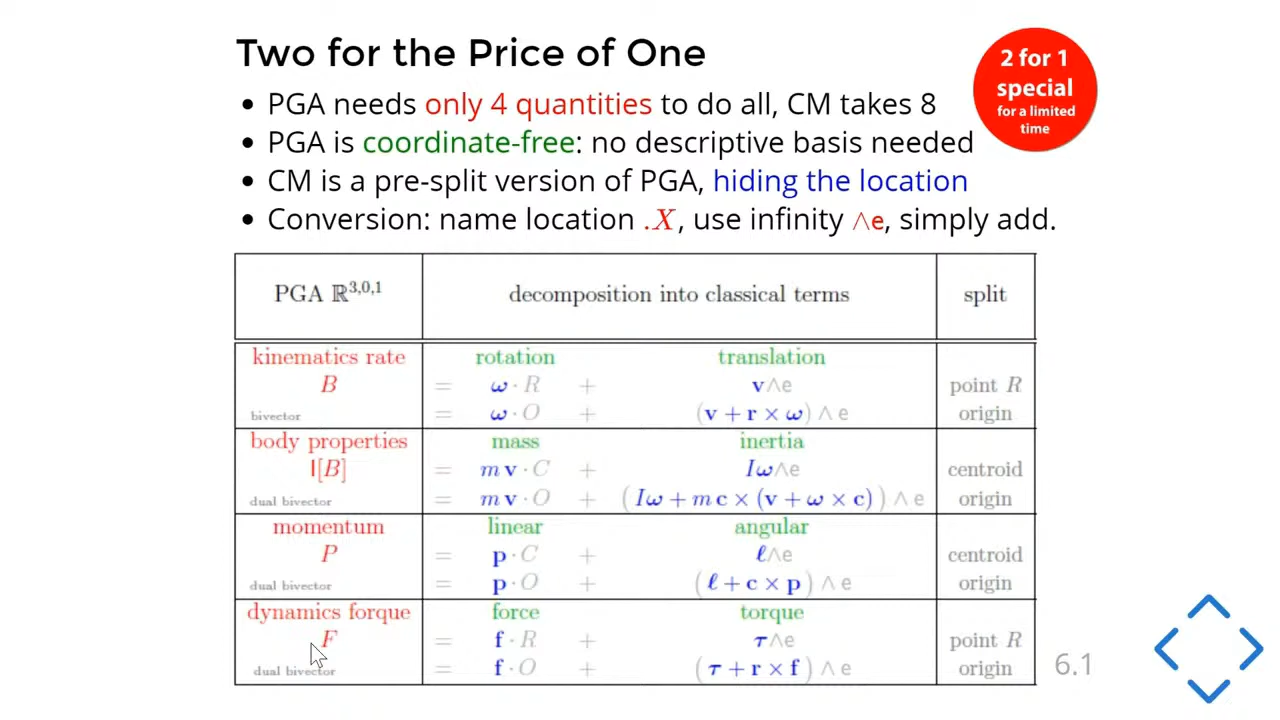 Two for the Price of One
2 for 1
special
for a limited
time
• PGA needs only 4 quantities to do all, CM takes 8
• PGA is coordinate-free: no descriptive basis needed
• CM is a pre-split version of PGA, hiding the location
• Conversion: name location .X, use infinity ∧e, simply add.
PGA ℝ³,⁰,¹ decomposition into classical terms split
kinematics rate rotation translation
B = ω · R + v∧e point R
bivector = ω · O + (v + r × ω) ∧ e origin
body properties mass inertia
I[B] = m v · C + Iω∧e centroid
dual bivector = m v · O + (Iω + m c × (v + ω × c)) ∧ e origin
momentum linear angular
P = p · C + ℓ∧e centroid
dual bivector = p · O + (ℓ + c × p) ∧ e origin
dynamics forque force torque
F = f · R + τ∧e point R
dual bivector = f · O + (τ + r × f) ∧ e origin
6.1